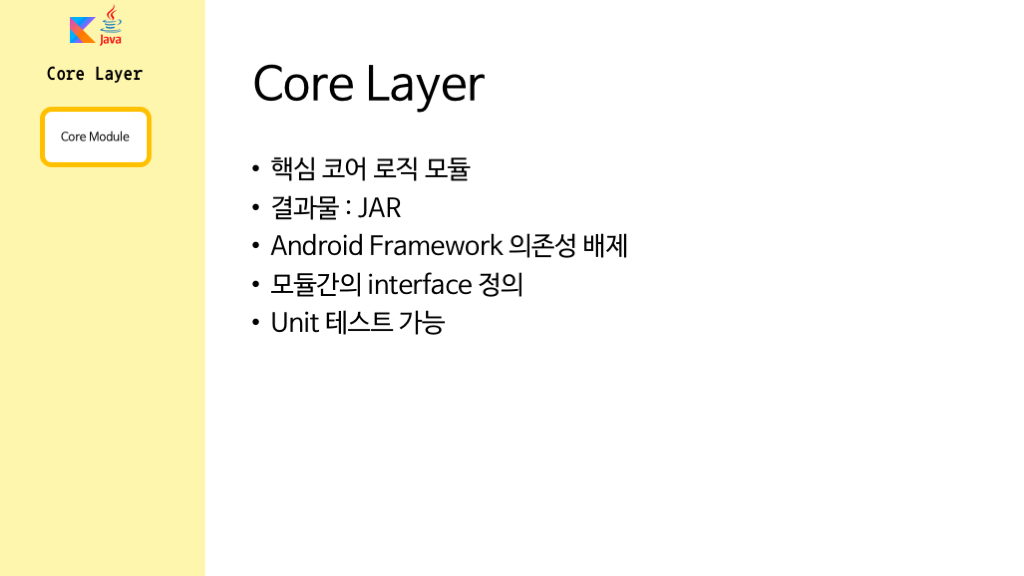 Java
Core Layer
Core Module
Core Layer
• 핵심 코어 로직 모듈
• 결과물 : JAR
• Android Framework 의존성 배제
• 모듈간의 interface 정의
• Unit 테스트 가능